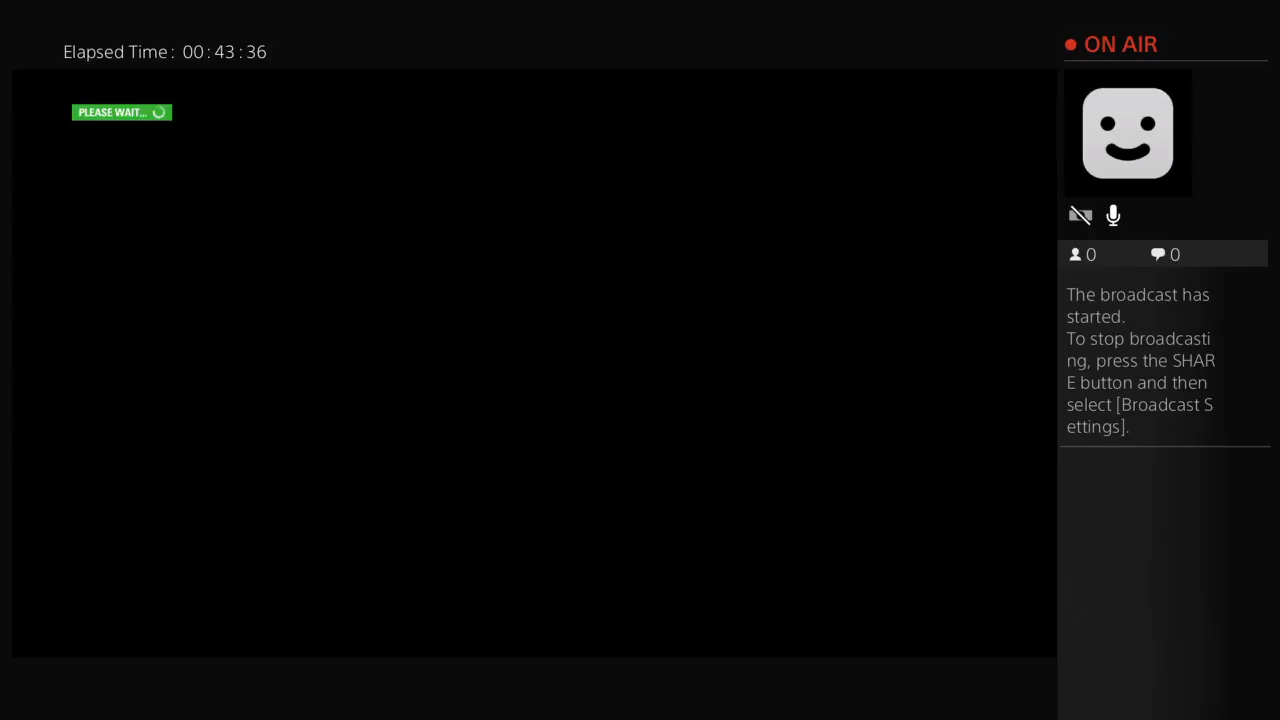 Elapsed Time: 00:43:36
ON AIR
PLEASE WAIT...
0 0
The broadcast has
started.
To stop broadcasti
ng, press the SHAR
E button and then
select [Broadcast S
ettings].